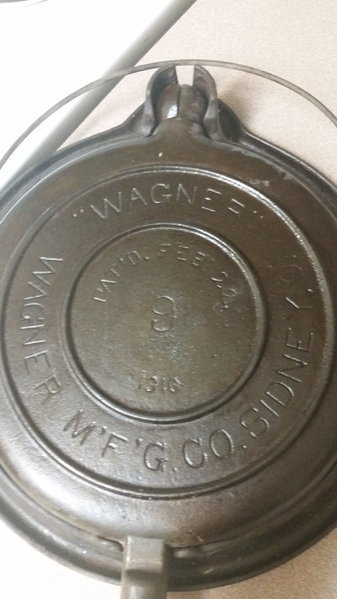 "WAGNER"
WAGNER M'F'G. CO. SIDNEY, O.
PAT'D. FEB. 22,
9
1910